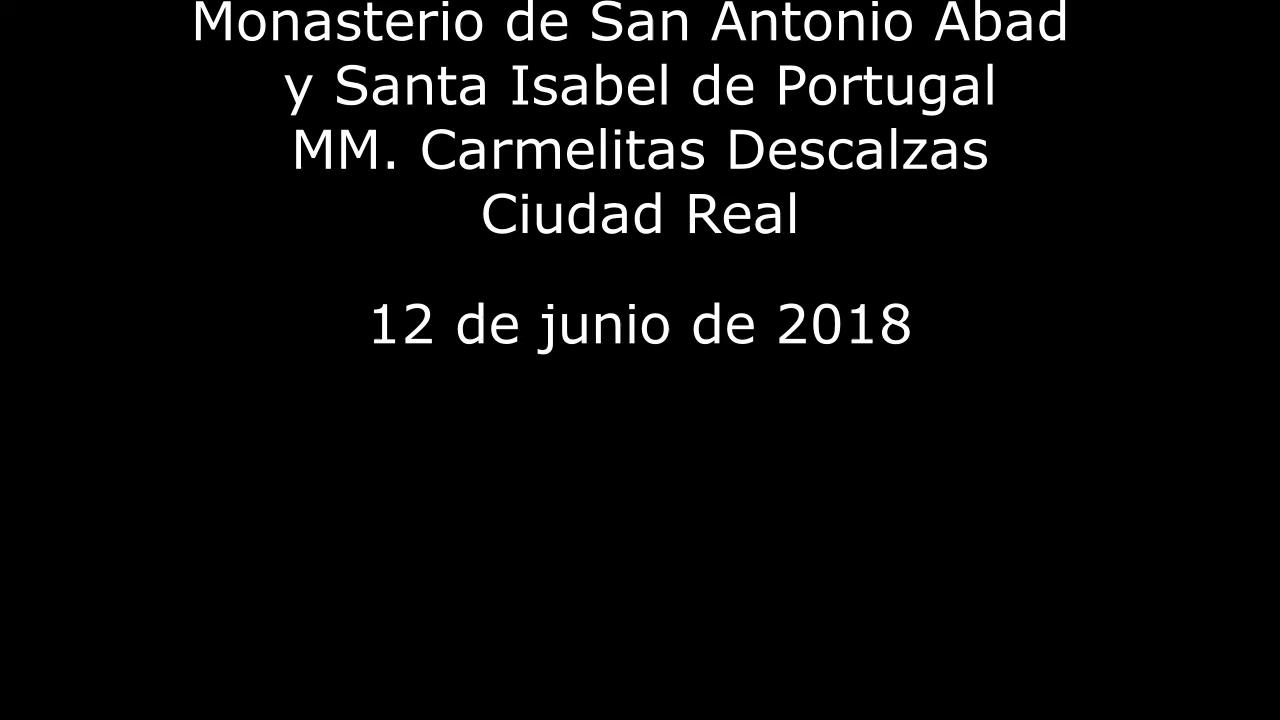 Monasterio de San Antonio Abad
y Santa Isabel de Portugal
MM. Carmelitas Descalzas
Ciudad Real
12 de junio de 2018